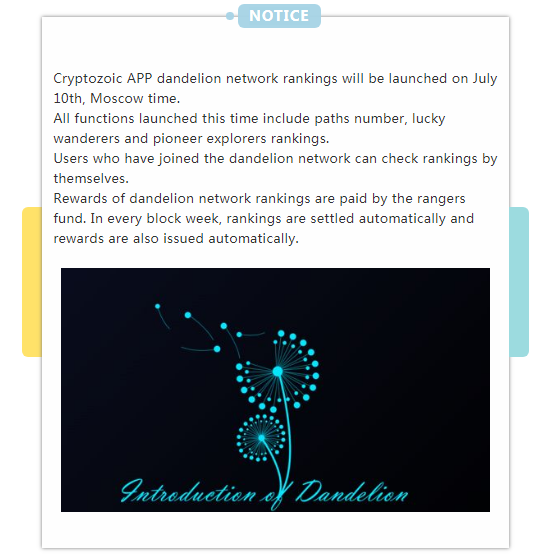 NOTICE
Cryptozoic APP dandelion network rankings will be launched on July
10th, Moscow time.
All functions launched this time include paths number, lucky
wanderers and pioneer explorers rankings.
Users who have joined the dandelion network can check rankings by
themselves.
Rewards of dandelion network rankings are paid by the rangers
fund. In every block week, rankings are settled automatically and
rewards are also issued automatically.
Introduction of Dandelion